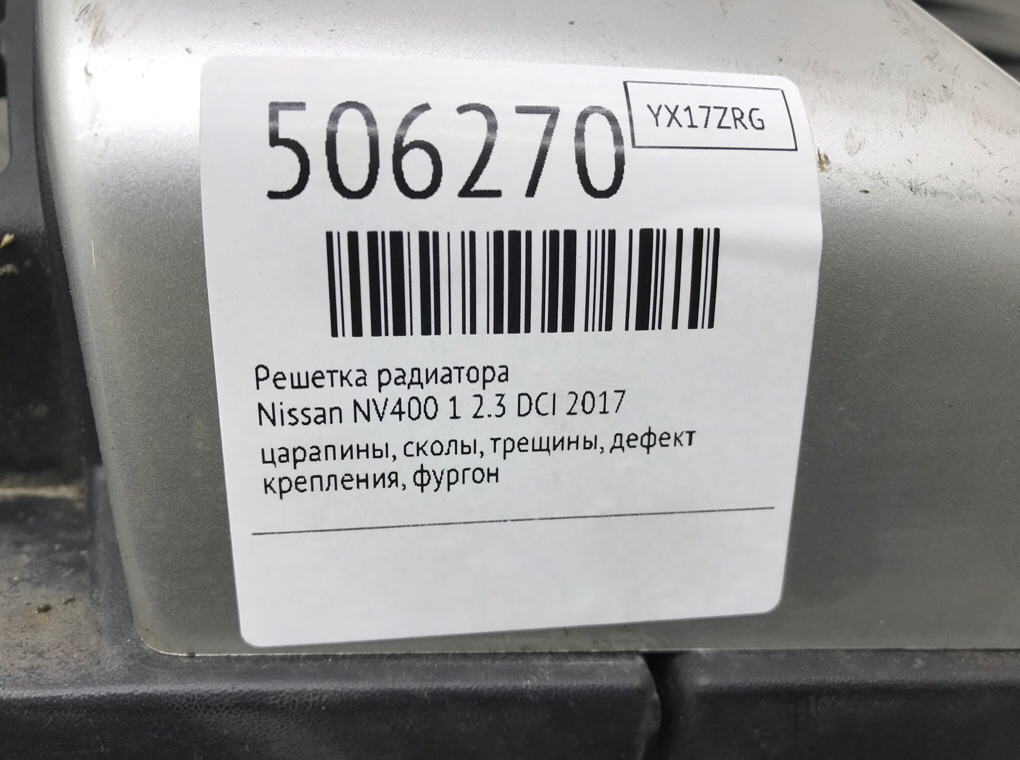 506270
YX17ZRG
Решетка радиатора
Nissan NV400 1 2.3 DCI 2017
царапины, сколы, трещины, дефект
крепления, фургон